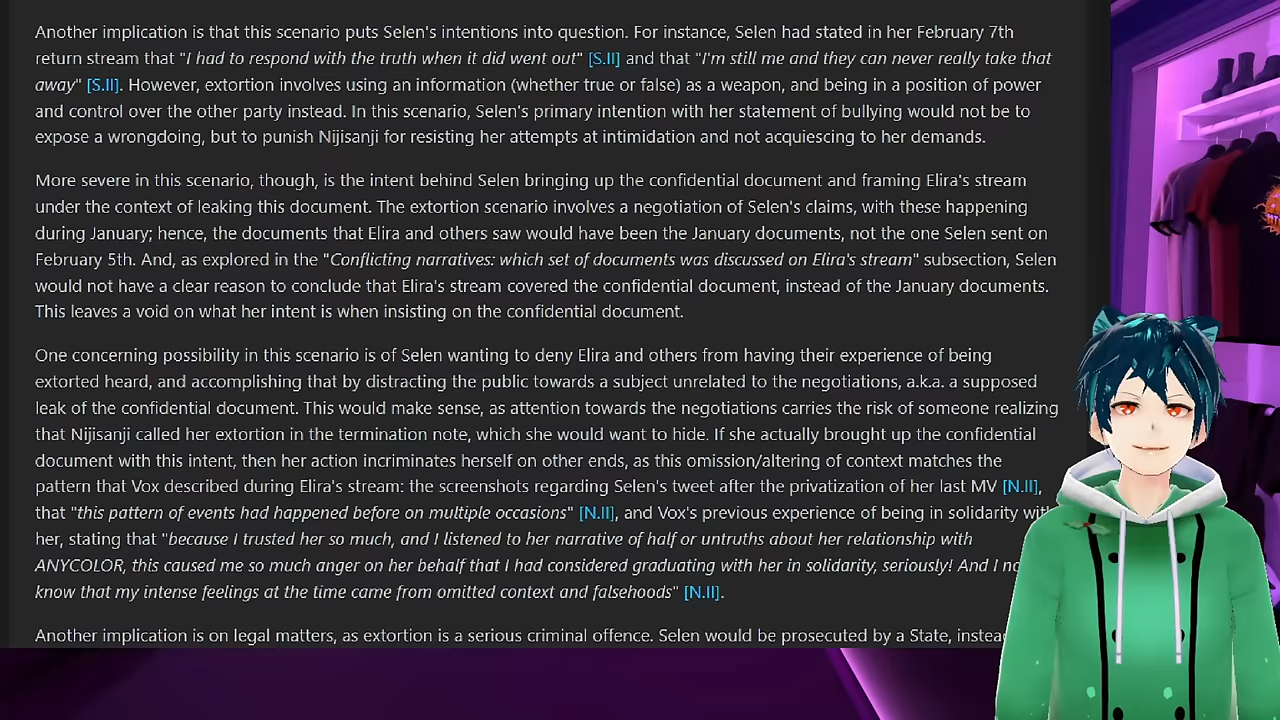 Another implication is that this scenario puts Selen's intentions into question. For instance, Selen had stated in her February 7th
return stream that "I had to respond with the truth when it did went out" [S.II] and that "I'm still me and they can never really take that
away" [S.II]. However, extortion involves using an information (whether true or false) as a weapon, and being in a position of power
and control over the other party instead. In this scenario, Selen's primary intention with her statement of bullying would not be to
expose a wrongdoing, but to punish Nijisanji for resisting her attempts at intimidation and not acquiescing to her demands.
More severe in this scenario, though, is the intent behind Selen bringing up the confidential document and framing Elira's stream
under the context of leaking this document. The extortion scenario involves a negotiation of Selen's claims, with these happening
during January; hence, the documents that Elira and others saw would have been the January documents, not the one Selen sent on
February 5th. And, as explored in the "Conflicting narratives: which set of documents was discussed on Elira's stream" subsection, Selen
would not have a clear reason to conclude that Elira's stream covered the confidential document, instead of the January documents.
This leaves a void on what her intent is when insisting on the confidential document.
One concerning possibility in this scenario is of Selen wanting to deny Elira and others from having their experience of being
extorted heard, and accomplishing that by distracting the public towards a subject unrelated to the negotiations, a.k.a. a supposed
leak of the confidential document. This would make sense, as attention towards the negotiations carries the risk of someone realizing
that Nijisanji called her extortion in the termination note, which she would want to hide. If she actually brought up the confidential
document with this intent, then her action incriminates herself on other ends, as this omission/altering of context matches the
pattern that Vox described during Elira's stream: the screenshots regarding Selen's tweet after the privatization of her last MV [N.II],
that "this pattern of events had happened before on multiple occasions" [N.II], and Vox's previous experience of being in solidarity with
her, stating that "because I trusted her so much, and I listened to her narrative of half or untruths about her relationship with
ANYCOLOR, this caused me so much anger on her behalf that I had considered graduating with her in solidarity, seriously! And I
know that my intense feelings at the time came from omitted context and falsehoods" [N.II].
Another implication is on legal matters, as extortion is a serious criminal offence. Selen would be prosecuted by a State,